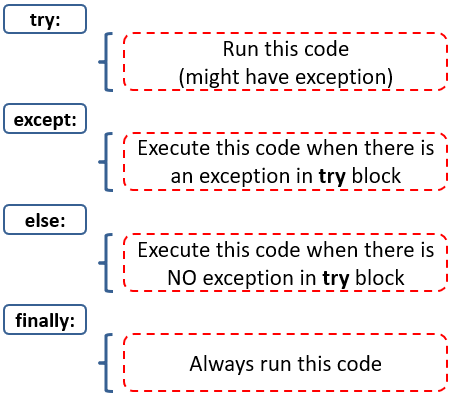 try:
Run this code
(might have exception)
except:
Execute this code when there is
an exception in try block
else:
Execute this code when there is
NO exception in try block
finally:
Always run this code